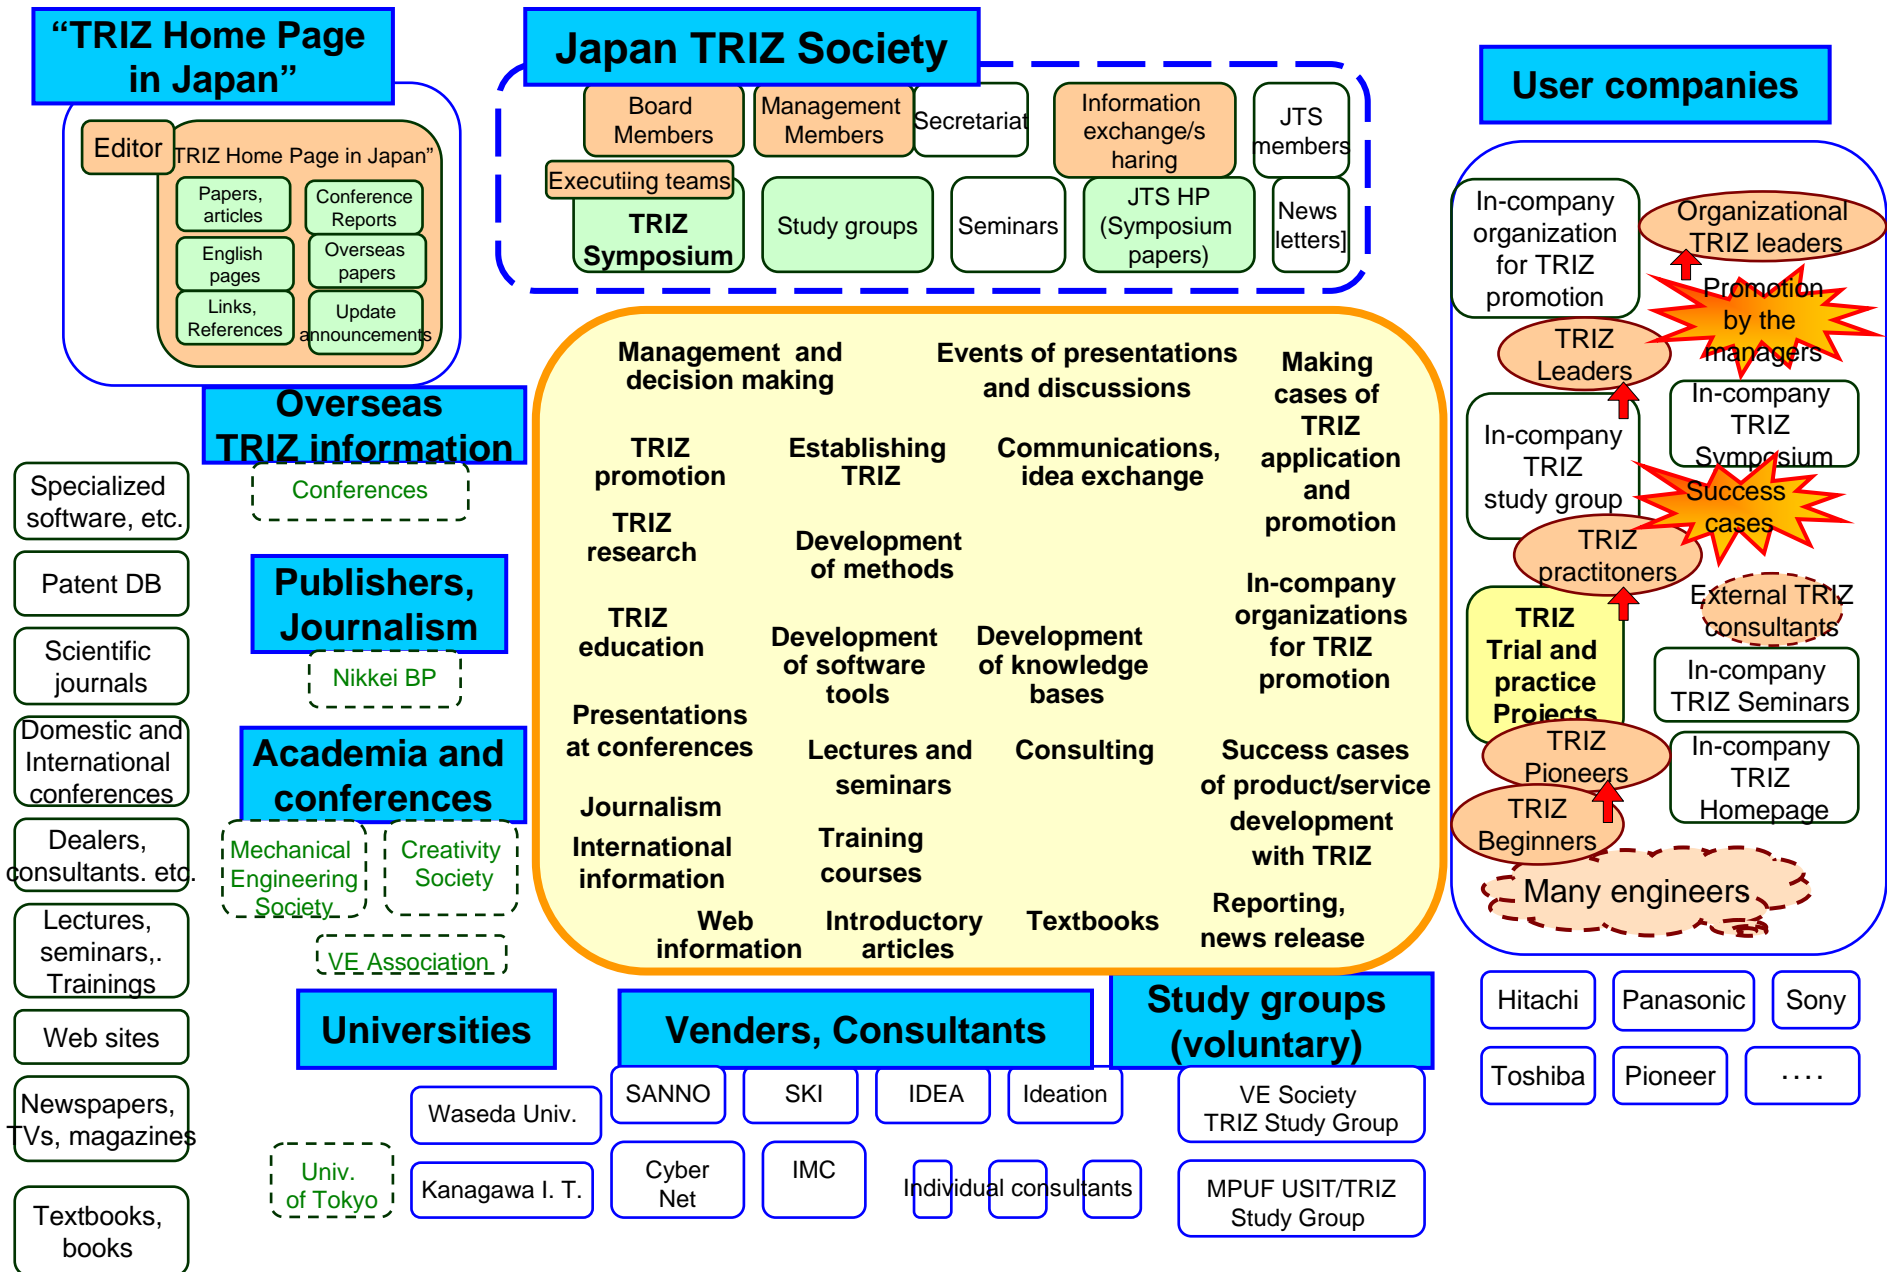 “TRIZ Home Page
in Japan”
Editor
TRIZ Home Page in Japan”
Papers,
articles
Conference
Reports
English
pages
Overseas
papers
Links,
References
Update
announcements
Japan TRIZ Society
Board
Members
Management
Members
Secretariat
Information
exchange/s
haring
JTS
members
Executiing teams
TRIZ
Symposium
Study groups
Seminars
JTS HP
(Symposium
papers)
News
letters]
User companies
In-company
organization
for TRIZ
promotion
Organizational
TRIZ leaders
Promotion
by the
managers
TRIZ
Leaders
In-company
TRIZ
Symposium
In-company
TRIZ
study group
Success
cases
TRIZ
practitoners
External TRIZ
consultants
TRIZ
Trial and
practice
Projects
In-company
TRIZ Seminars
TRIZ
Pioneers
In-company
TRIZ
Homepage
TRIZ
Beginners
Many engineers
Hitachi
Panasonic
Sony
Toshiba
Pioneer
....
Overseas
TRIZ information
Conferences
Publishers,
Journalism
Nikkei BP
Academia and
conferences
Mechanical
Engineering
Society
Creativity
Society
VE Association
Specialized
software, etc.
Patent DB
Scientific
journals
Domestic and
International
conferences
Dealers,
consultants. etc.
Lectures,
seminars,.
Trainings
Web sites
Newspapers,
TVs, magazines
Textbooks,
books
Management and
decision making
Events of presentations
and discussions
Making
cases of
TRIZ
application
and
promotion
TRIZ
promotion
Establishing
TRIZ
Communications,
idea exchange
TRIZ
research
Development
of methods
In-company
organizations
for TRIZ
promotion
TRIZ
education
Development
of software
tools
Development
of knowledge
bases
Presentations
at conferences
Lectures and
seminars
Consulting
Success cases
of product/service
development
with TRIZ
Journalism
International
information
Training
courses
Web
information
Introductory
articles
Textbooks
Reporting,
news release
Universities
Waseda Univ.
Univ.
of Tokyo
Kanagawa I. T.
Venders, Consultants
SANNO
SKI
IDEA
Ideation
Cyber
Net
IMC
Individual consultants
Study groups
(voluntary)
VE Society
TRIZ Study Group
MPUF USIT/TRIZ
Study Group